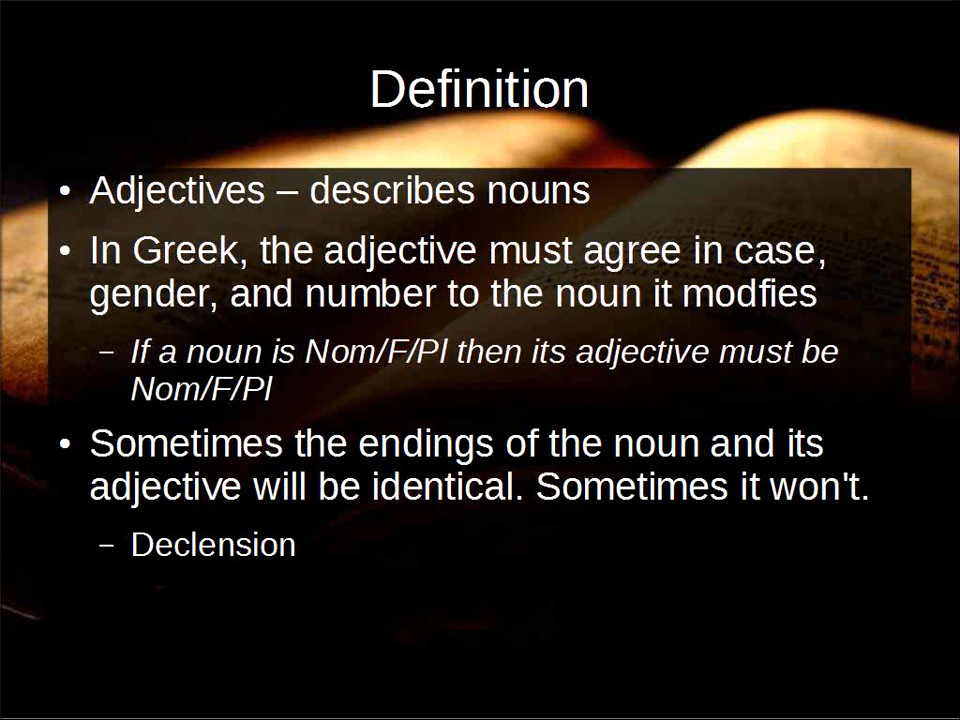 Definition
• Adjectives – describes nouns
• In Greek, the adjective must agree in case,
gender, and number to the noun it modfies
– If a noun is Nom/F/Pl then its adjective must be
Nom/F/Pl
• Sometimes the endings of the noun and its
adjective will be identical. Sometimes it won't.
– Declension